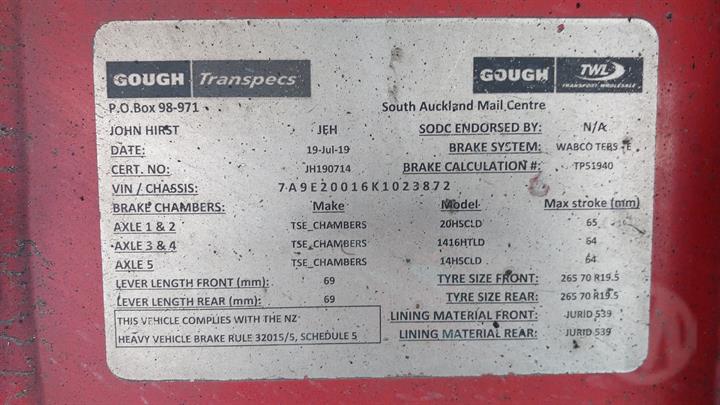 GOUGH Transpecs GOUGH TWL
TRANSPORT WHOLESALE
P.O.Box 98-971 South Auckland Mail Centre
JOHN HIRST JEH SODC ENDORSED BY: N/A
DATE: 19-Jul-19 BRAKE SYSTEM: WABCO TEBS -E
CERT. NO. JH190714 BRAKE CALCULATION #: TP51940
VIN / CHASSIS: 7A9E20016K1023872
BRAKE CHAMBERS: Make Model Max stroke (mm)
AXLE 1 & 2 TSE_CHAMBERS 20HSCLD 65
AXLE 3 & 4 TSE_CHAMBERS 1416HTLD 64
AXLE 5 TSE_CHAMBERS 14HSCLD 64
LEVER LENGTH FRONT (mm): 69 TYRE SIZE FRONT: 265 70 R19.5
LEVER LENGTH REAR (mm): 69 TYRE SIZE REAR: 265 70 R19.5
THIS VEHICLE COMPLIES WITH THE NZ LINING MATERIAL FRONT: JURID 539
HEAVY VEHICLE BRAKE RULE 32015/5, SCHEDULE 5 LINING MATERIAL REAR: JURID 539